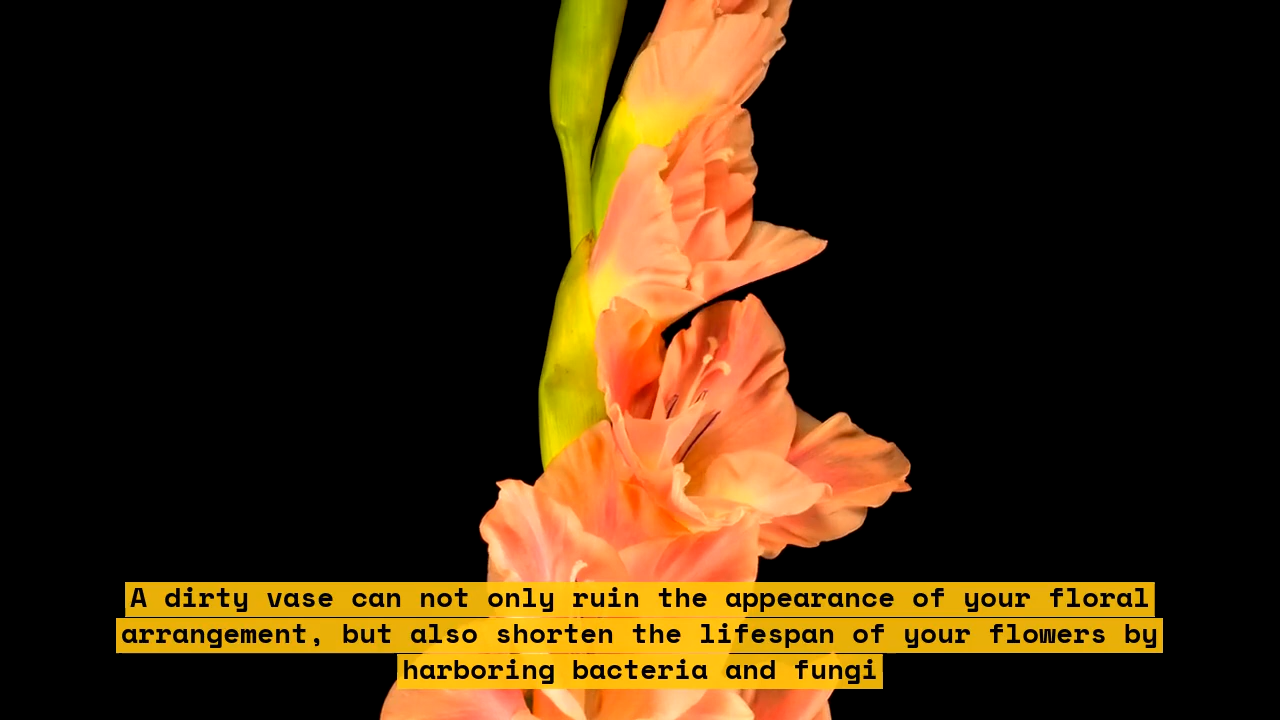 A dirty vase can not only ruin the appearance of your floral
arrangement, but also shorten the lifespan of your flowers by
harboring bacteria and fungi